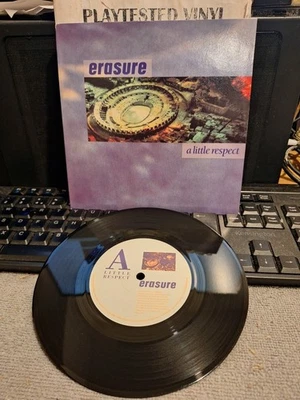 PLAYTESTED VINYL
erasure
a little respect
A
LITTLE
RESPECT
erasure